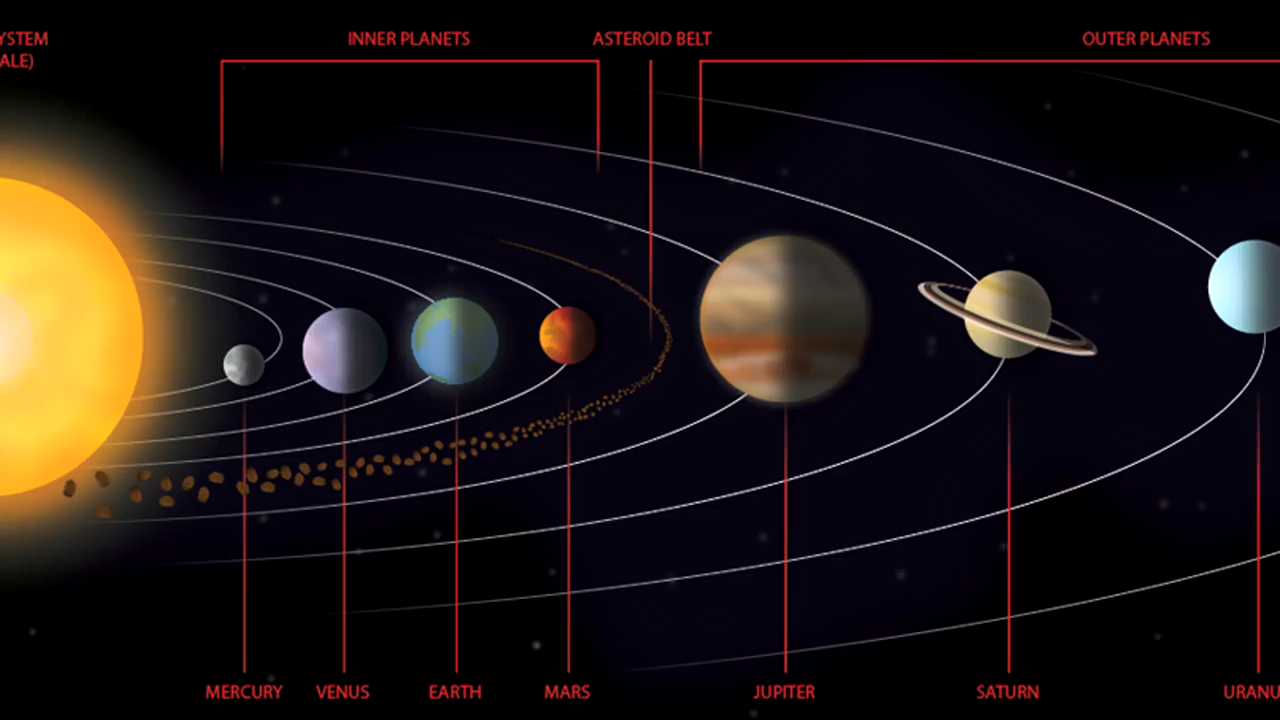 YSTEM
ALE)
INNER PLANETS
ASTEROID BELT
OUTER PLANETS
MERCURY
VENUS
EARTH
MARS
JUPITER
SATURN
URANU